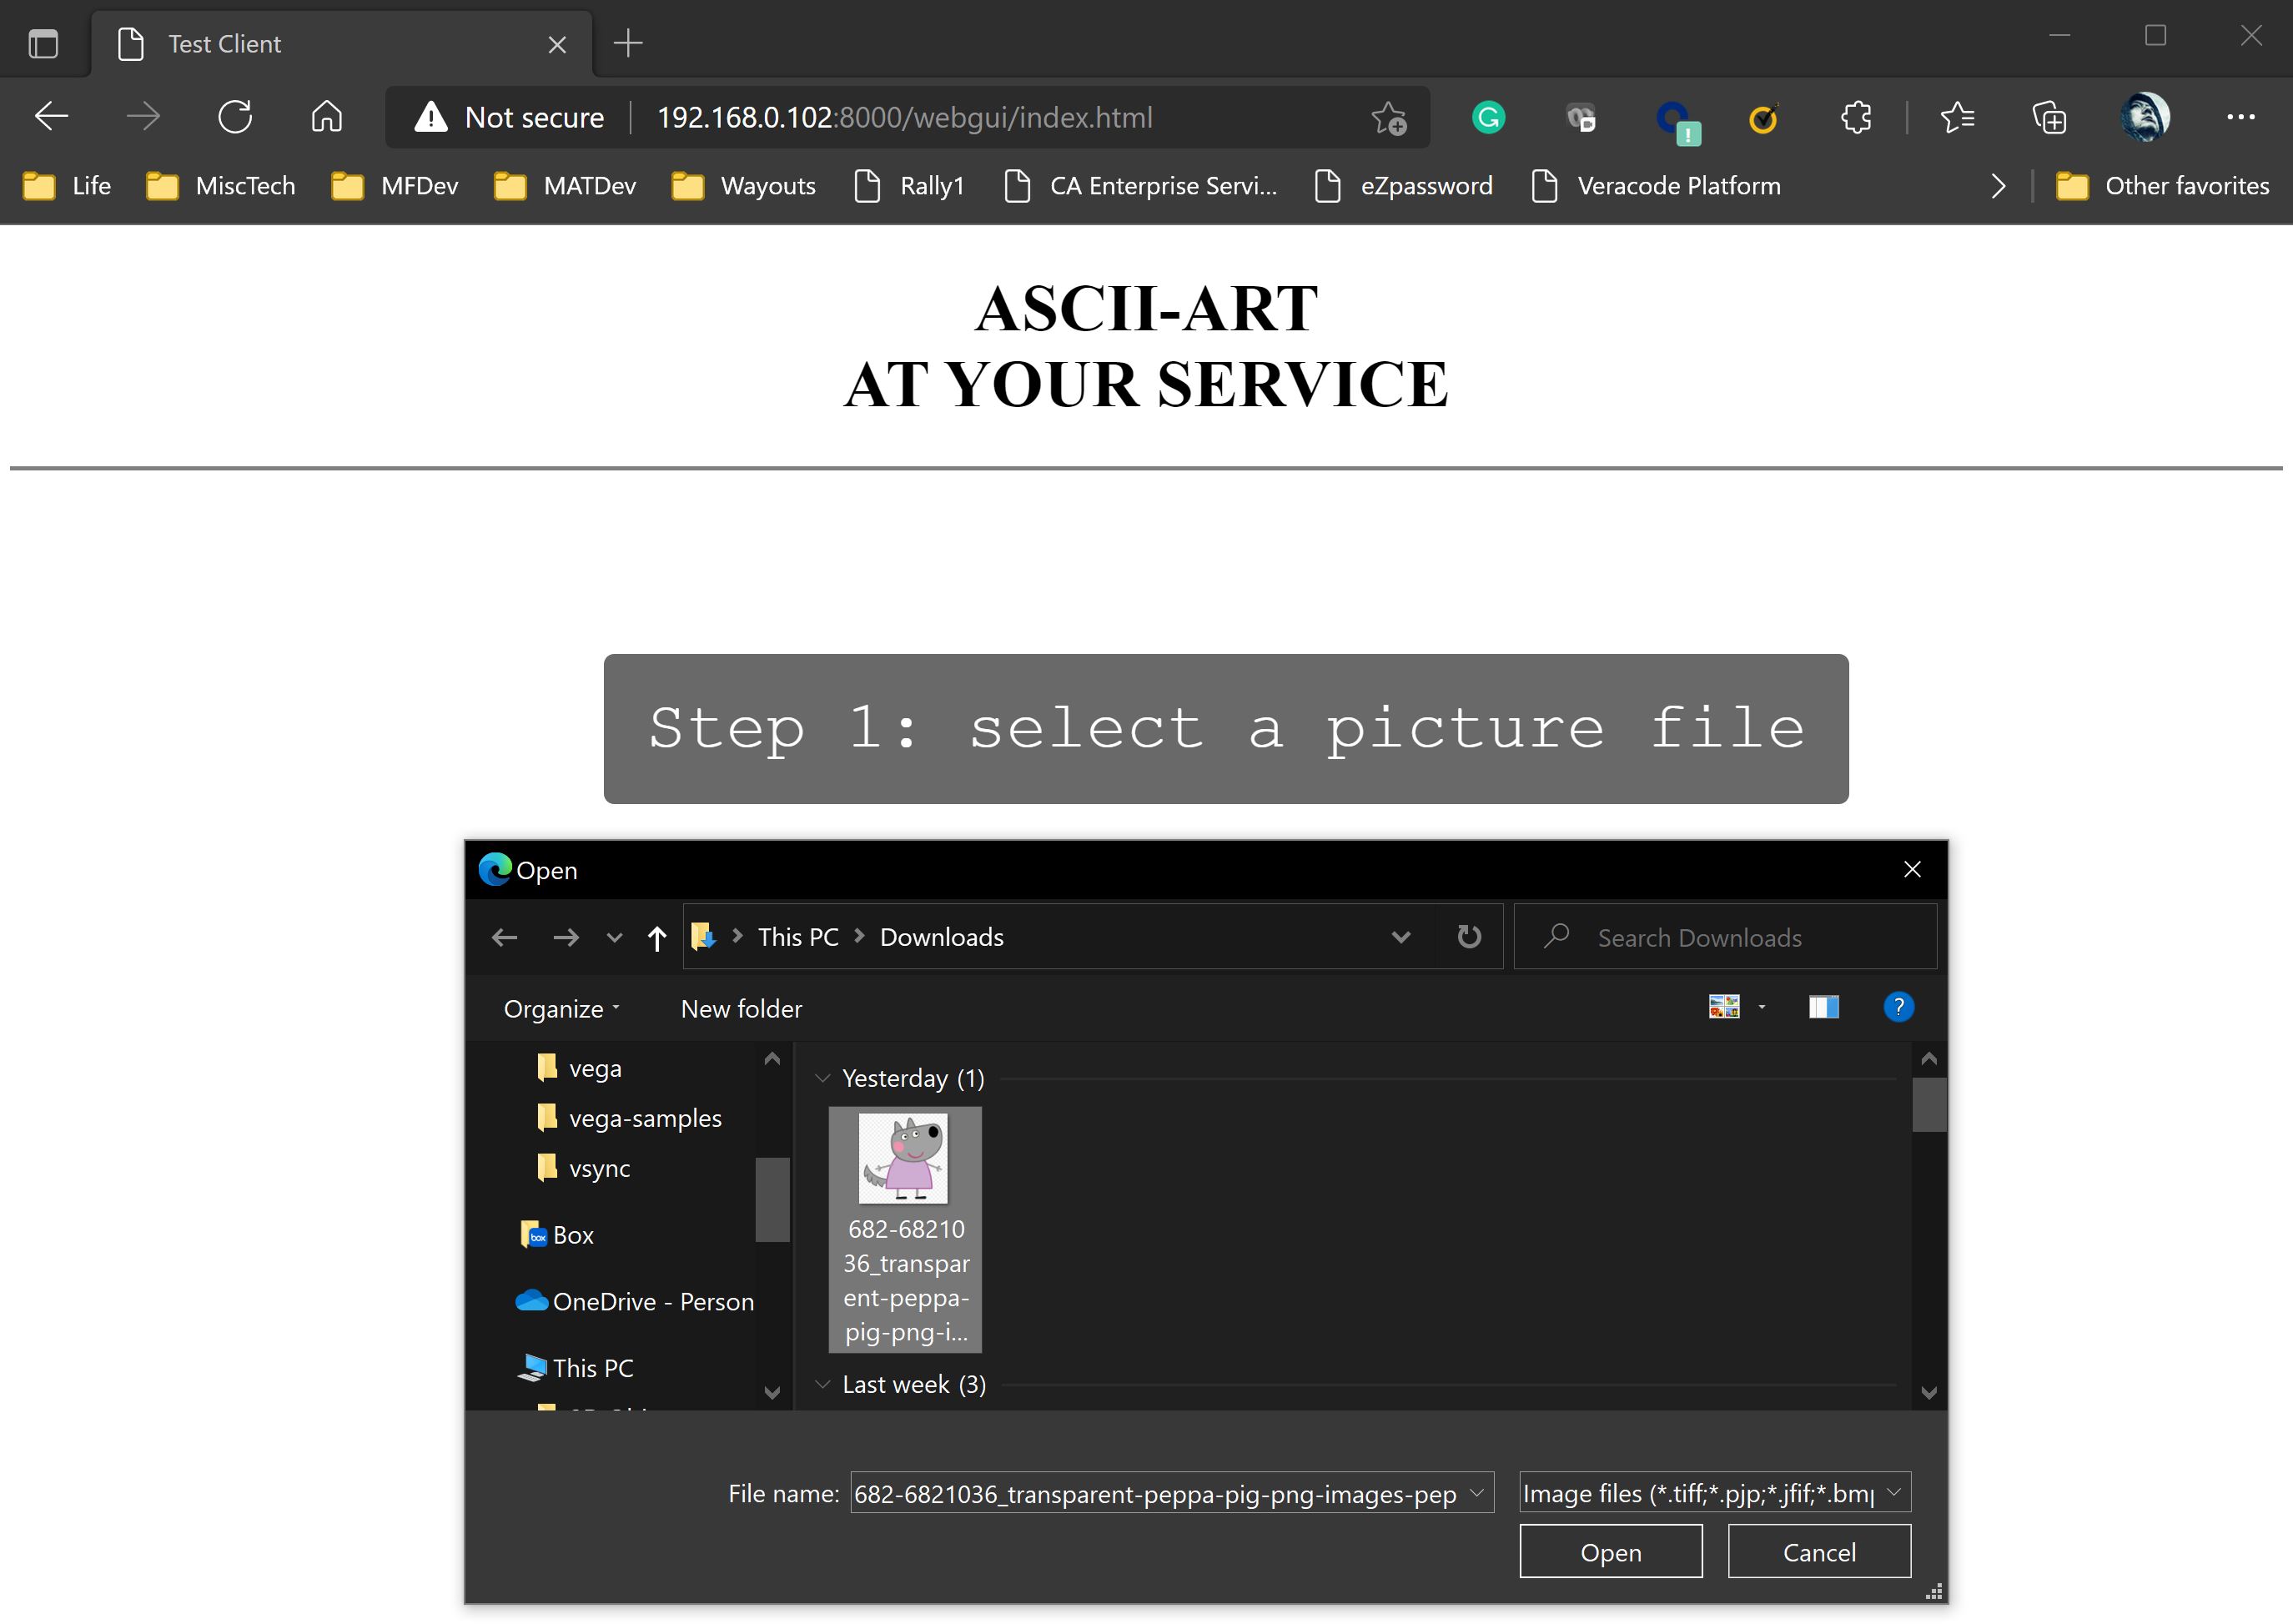 Test Client
Not secure 192.168.0.102:8000/webgui/index.html
Life MiscTech MFDev MATDev Wayouts Rally1 CA Enterprise Servi... eZpassword Veracode Platform Other favorites
ASCII-ART
AT YOUR SERVICE
Step 1: select a picture file
Open
This PC Downloads Search Downloads
Organize New folder
vega
vega-samples
vsync
Box
OneDrive - Person
This PC
Yesterday (1)
682-68210
36_transpar
ent-peppa-
pig-png-i...
Last week (3)
File name: 682-6821036_transparent-peppa-pig-png-images-pep Image files (*.tiff;*.pjp;*.jfif;*.bmp
Open Cancel